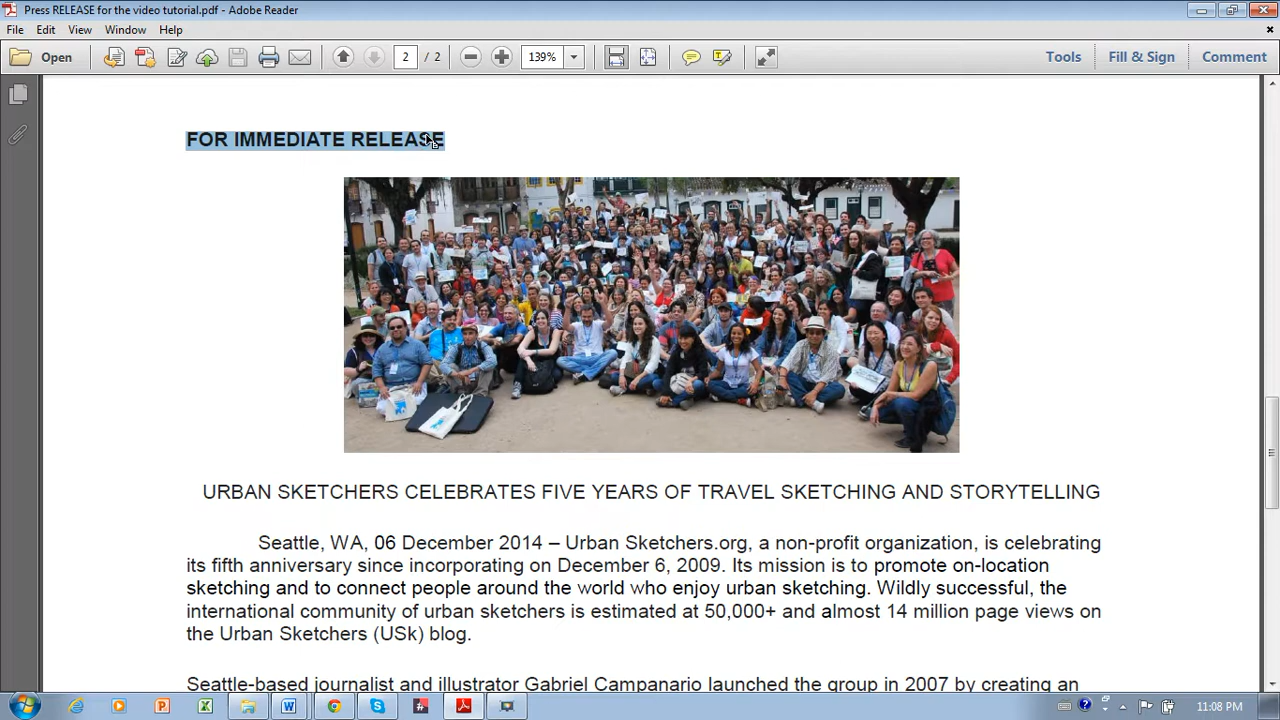 Press RELEASE for the video tutorial.pdf - Adobe Reader
File Edit View Window Help
Open 2 / 2 139% Tools Fill & Sign Comment
FOR IMMEDIATE RELEASE
URBAN SKETCHERS CELEBRATES FIVE YEARS OF TRAVEL SKETCHING AND STORYTELLING
Seattle, WA, 06 December 2014 – Urban Sketchers.org, a non-profit organization, is celebrating
its fifth anniversary since incorporating on December 6, 2009. Its mission is to promote on-location
sketching and to connect people around the world who enjoy urban sketching. Wildly successful, the
international community of urban sketchers is estimated at 50,000+ and almost 14 million page views on
the Urban Sketchers (USk) blog.
Seattle-based journalist and illustrator Gabriel Campanario launched the group in 2007 by creating an
11:08 PM